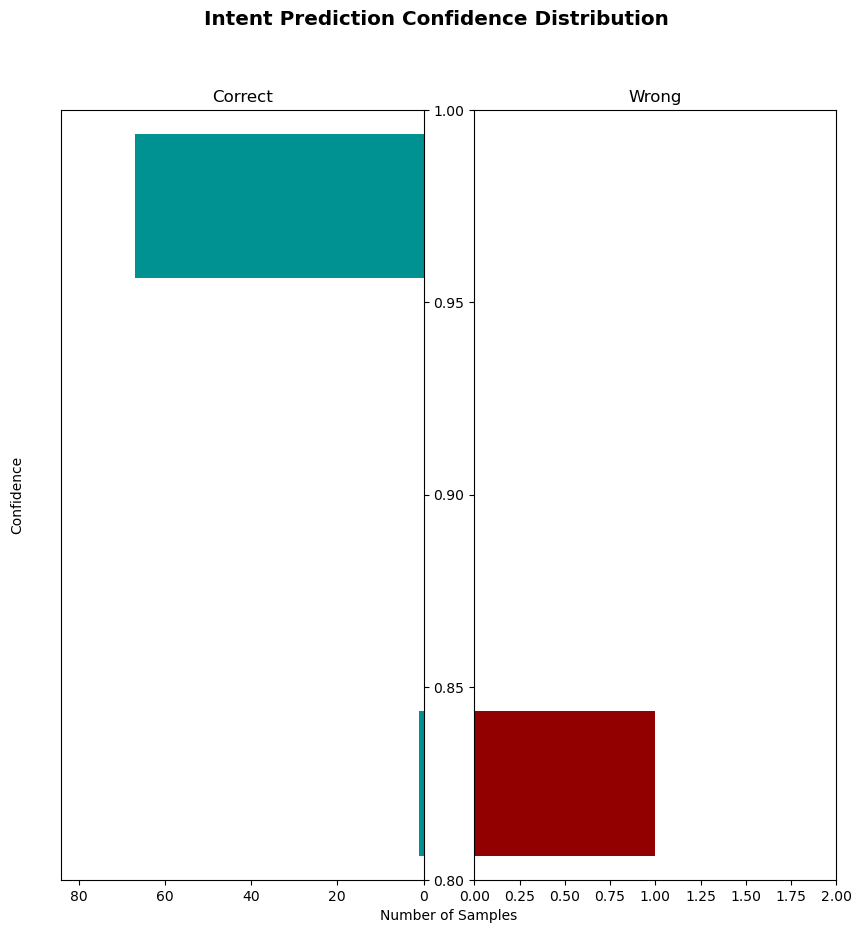 Intent Prediction Confidence Distribution
Correct
Wrong
1.00
0.95
0.90
0.85
0.80
Confidence
80 60 40 20 0
0.00 0.25 0.50 0.75 1.00 1.25 1.50 1.75 2.00
Number of Samples